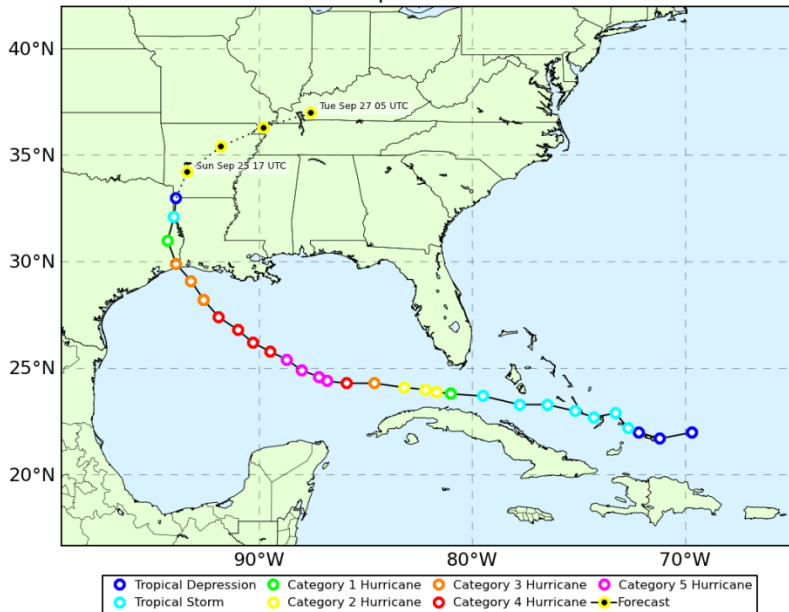 40°N
Tue Sep 27 05 UTC
35°N
Sun Sep 25 17 UTC
30°N
25°N
20°N
90°W 80°W 70°W
Tropical Depression Category 1 Hurricane Category 3 Hurricane Category 5 Hurricane
Tropical Storm Category 2 Hurricane Category 4 Hurricane Forecast